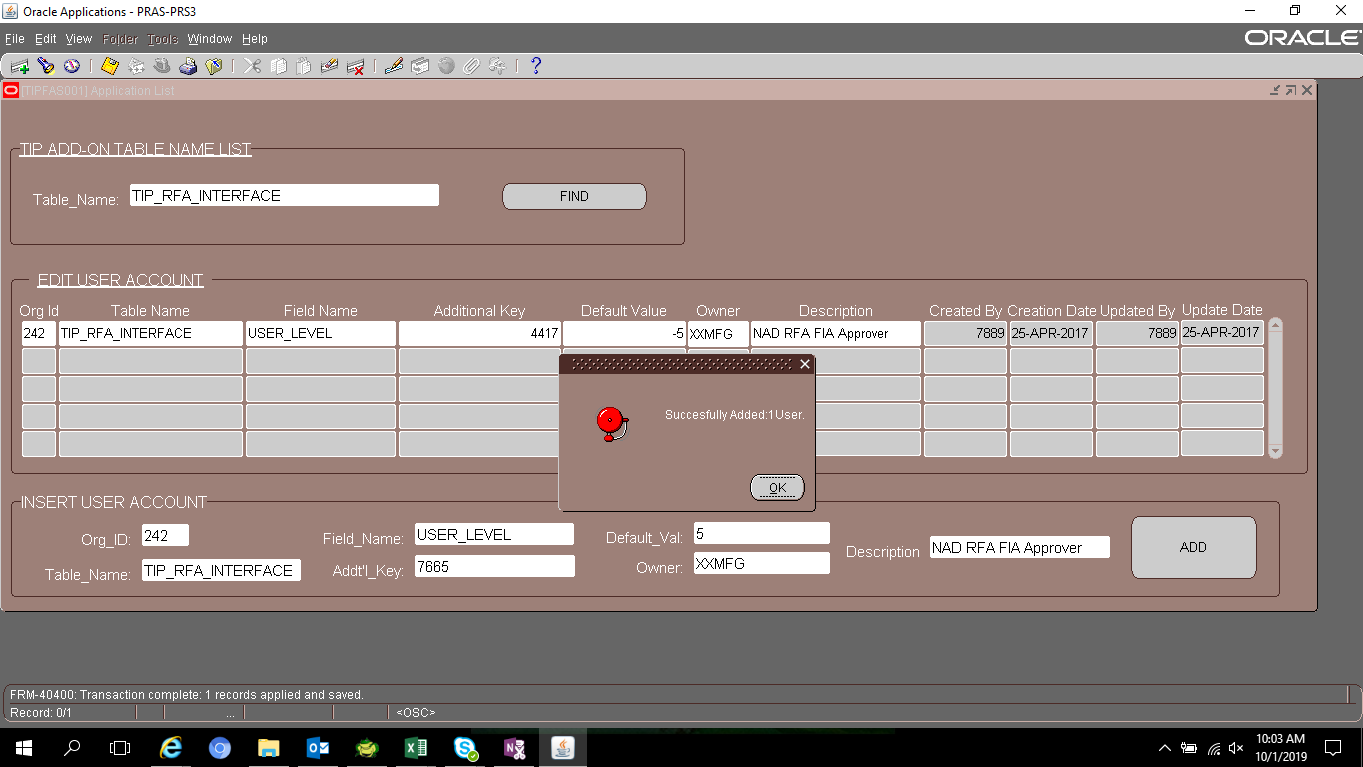 Oracle Applications - PRAS-PRS3
File Edit View Folder Tools Window Help
ORACLE
[TIPFAS001] Application List
TIP ADD-ON TABLE NAME LIST
Table_Name: TIP_RFA_INTERFACE FIND
EDIT USER ACCOUNT
Org Id Table Name Field Name Additional Key Default Value Owner Description Created By Creation Date Updated By Update Date
242 TIP_RFA_INTERFACE USER_LEVEL 4417 -5 XXMFG NAD RFA FIA Approver 7889 25-APR-2017 7889 25-APR-2017
Succesfully Added:1User.
OK
INSERT USER ACCOUNT
Org_ID: 242 Field_Name: USER_LEVEL Default_Val: 5 Description NAD RFA FIA Approver ADD
Table_Name: TIP_RFA_INTERFACE Addt'l_Key: 7665 Owner: XXMFG
FRM-40400: Transaction complete: 1 records applied and saved.
Record: 0/1 ... <OSC>
10:03 AM
10/1/2019